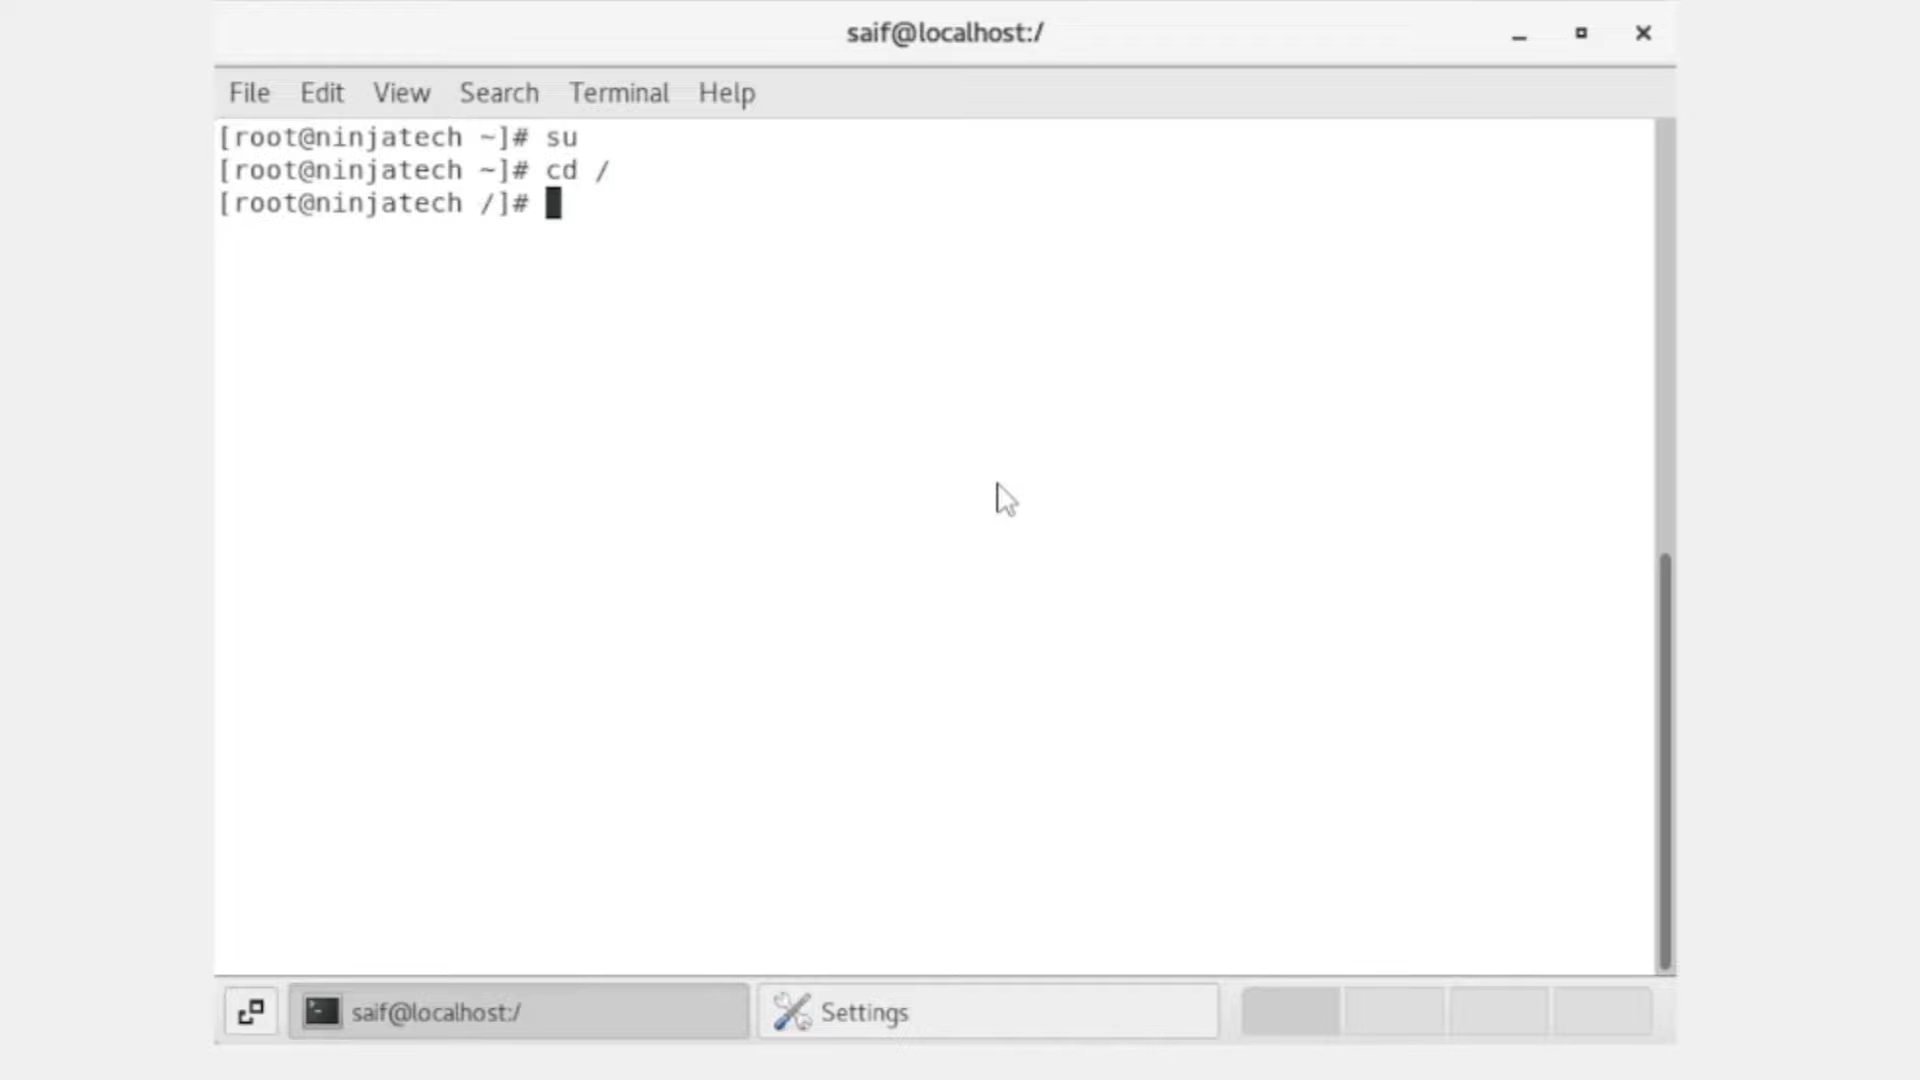 saif@localhost:/
File Edit View Search Terminal Help
[root@ninjatech ~]# su
[root@ninjatech ~]# cd /
[root@ninjatech /]#
saif@localhost:/ Settings